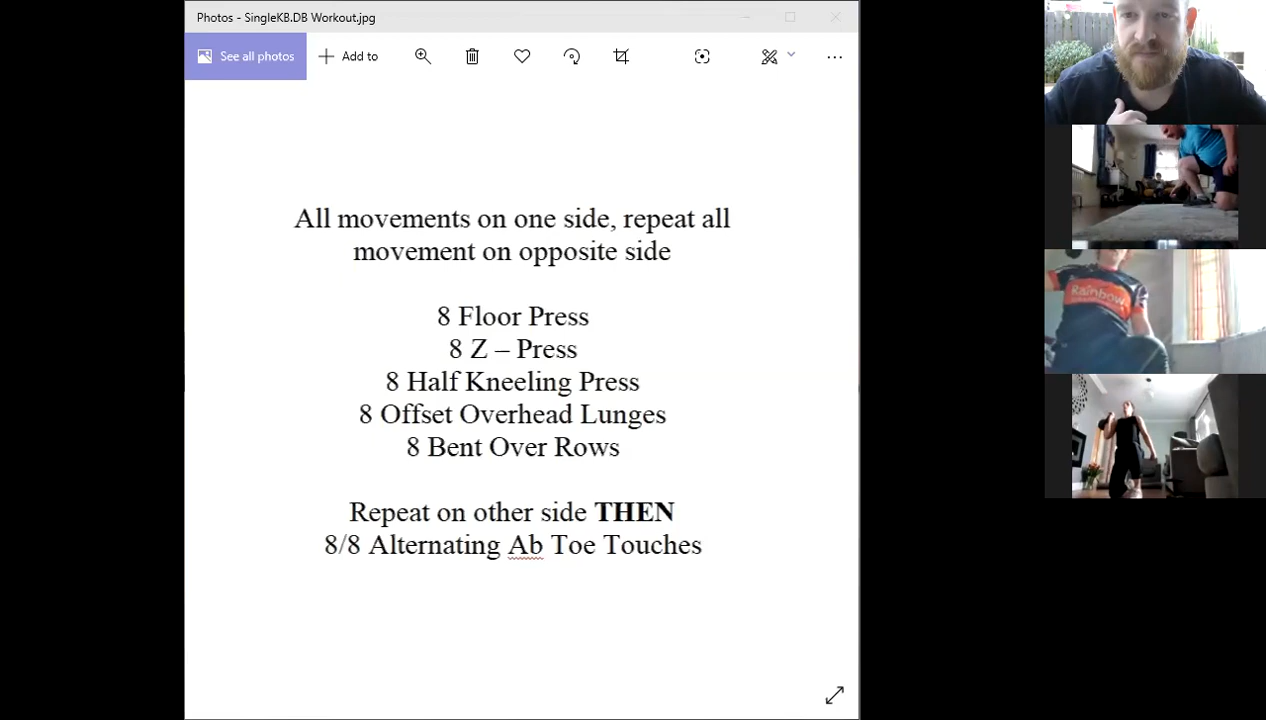 Photos - SingleKB.DB Workout.jpg
See all photos
Add to
All movements on one side, repeat all
movement on opposite side
8 Floor Press
8 Z – Press
8 Half Kneeling Press
8 Offset Overhead Lunges
8 Bent Over Rows
Repeat on other side THEN
8/8 Alternating Ab Toe Touches
Rainbow